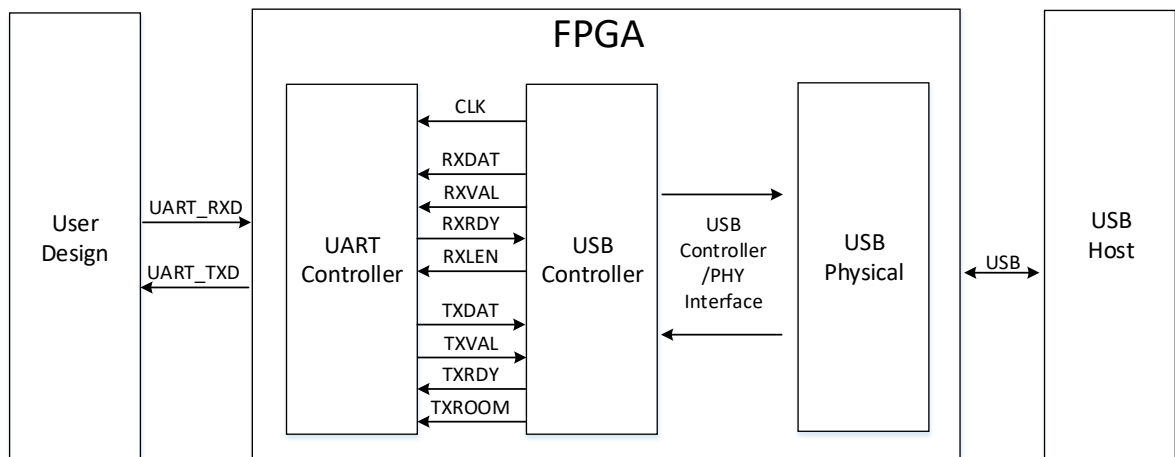 FPGA
User
Design
UART_RXD
UART_TXD
UART
Controller
CLK
RXDAT
RXVAL
RXRDY
RXLEN
TXDAT
TXVAL
TXRDY
TXROOM
USB
Controller
USB
Controller
/PHY
Interface
USB
Physical
USB
USB
Host